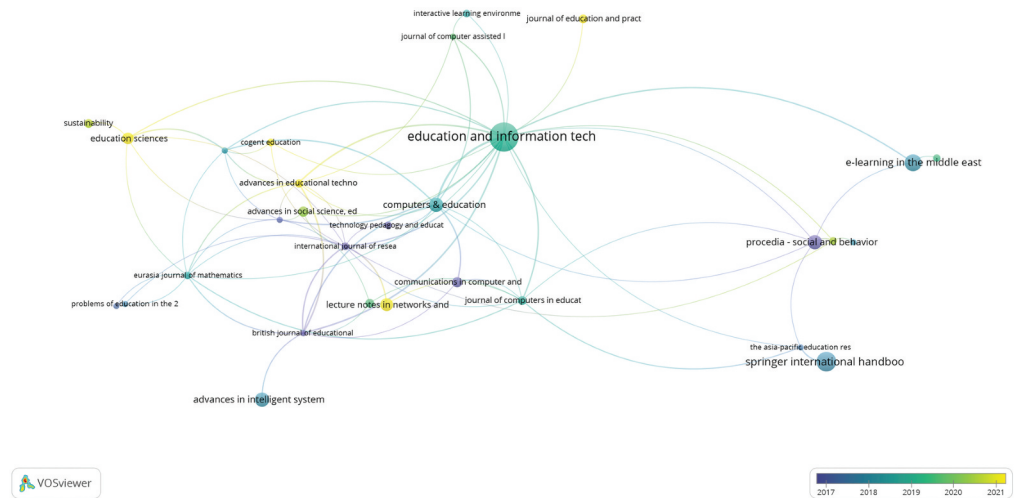 interactive learning environme
journal of education and pract
journal of computer assisted l
sustainability
education sciences
education and information tech
cogent education
e-learning in the middle east
advances in educational techno
computers & education
advances in social science, ed
technology pedagogy and educat
international journal of resea
procedia - social and behavior
eurasia journal of mathematics
communications in computer and
problems of education in the 2
lecture notes in networks and
journal of computers in educat
british journal of educational
the asia-pacific education res
springer international handboo
advances in intelligent system
VOSviewer
2017 2018 2019 2020 2021